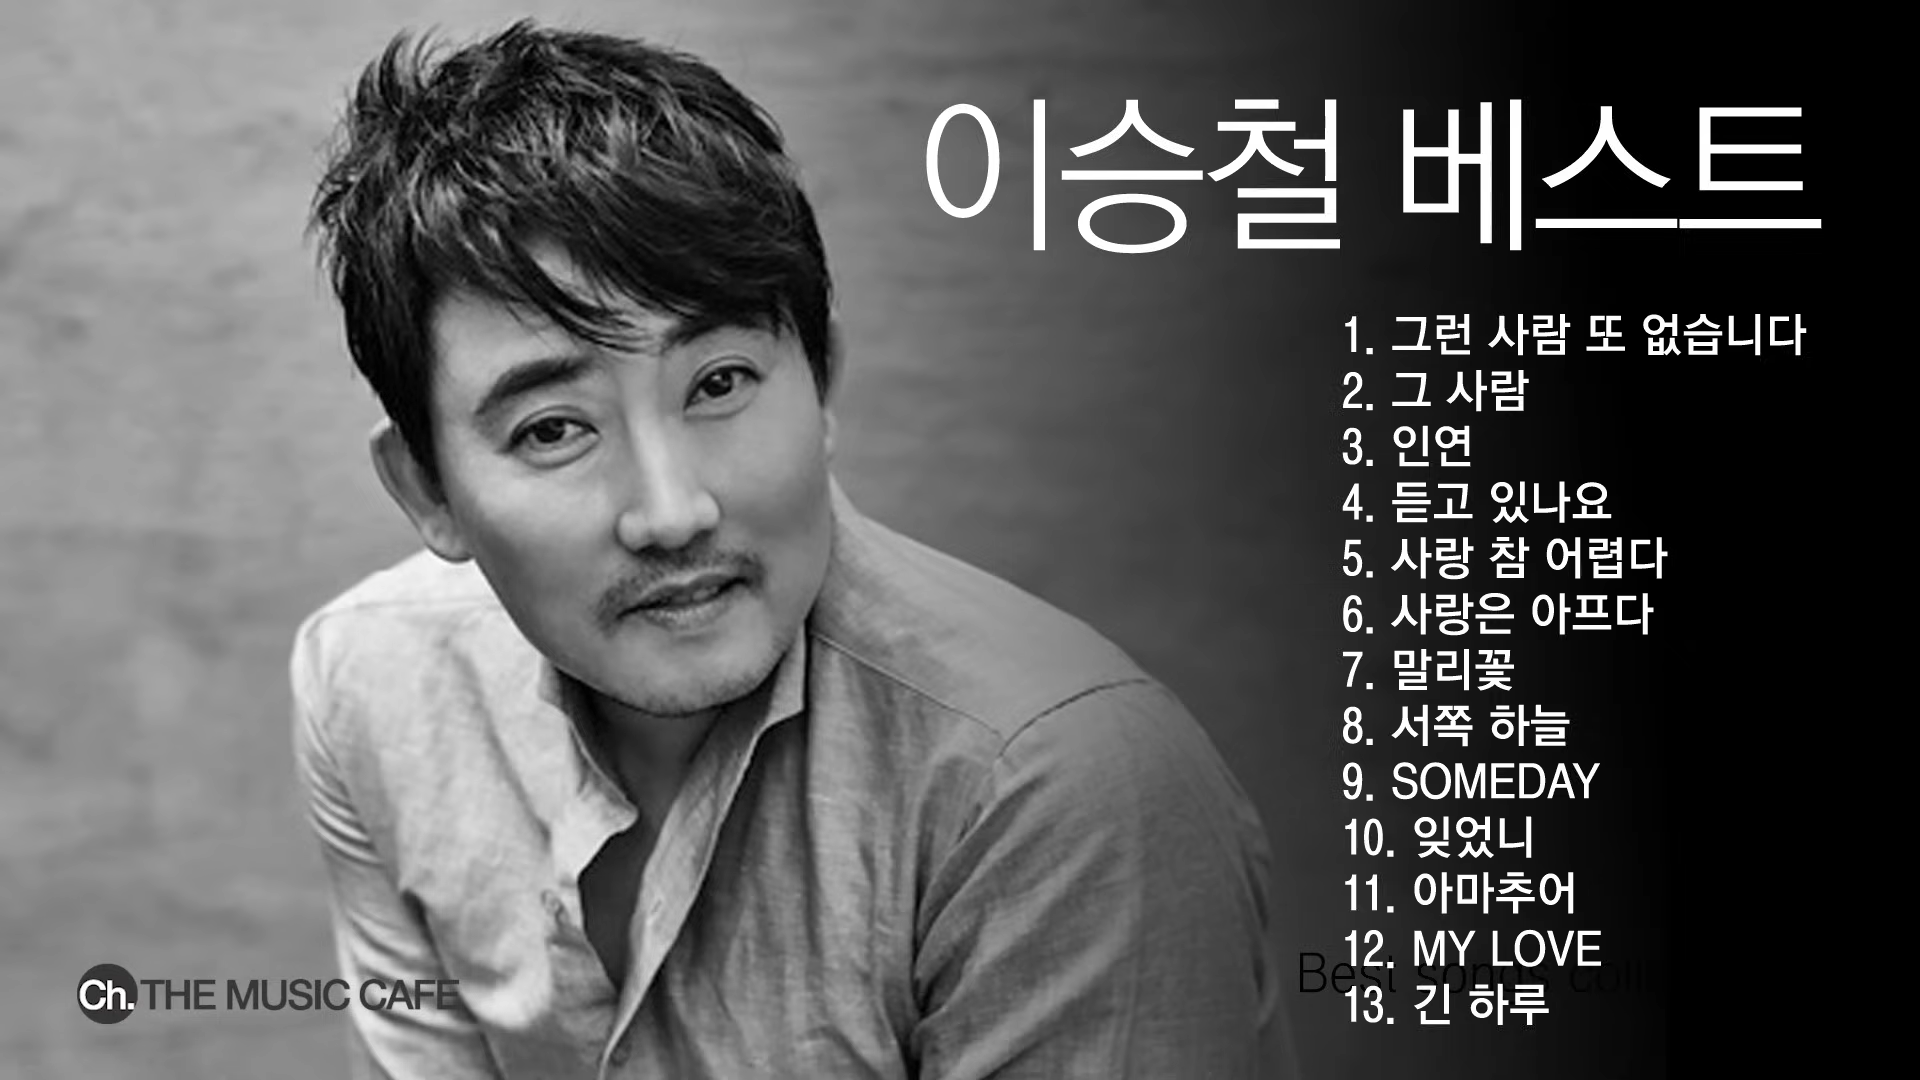 이승철 베스트
1. 그런 사람 또 없습니다
2. 그 사람
3. 인연
4. 듣고 있나요
5. 사랑 참 어렵다
6. 사랑은 아프다
7. 말리꽃
8. 서쪽 하늘
9. SOMEDAY
10. 잊었니
11. 아마추어
12. MY LOVE
Best songs
13. 긴 하루
Ch. THE MUSIC CAFE